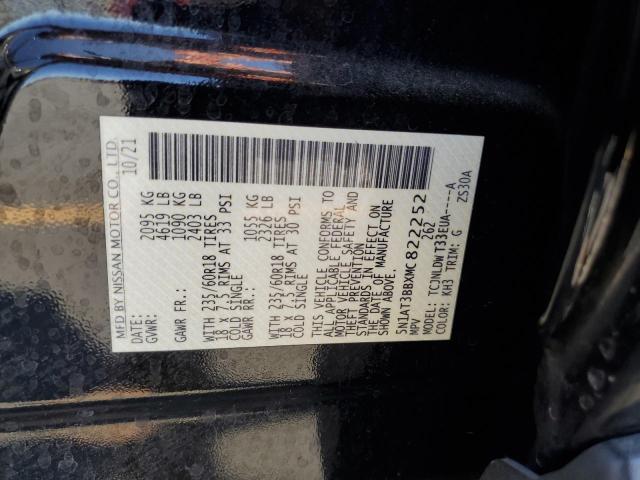 MFD BY NISSAN MOTOR CO., LTD
DATE: 10/21
GVWR: 2095 KG
4619 LB
GAWR FR: 1090 KG
2403 LB
WITH 235/60R18 TIRES
18 X 7.5 RIMS AT 33 PSI
COLD SINGLE
GAWR RR: 1055 KG
2326 LB
WITH 235/60R18 TIRES
18 X 7.5 RIMS AT 30 PSI
COLD SINGLE
THIS VEHICLE CONFORMS TO
ALL APPLICABLE FEDERAL
MOTOR VEHICLE SAFETY AND
THEFT PREVENTION
STANDARDS IN EFFECT ON
THE DATE OF MANUFACTURE
SHOWN ABOVE.
5N1AT3BBXMC822252
MPV Z62
MODEL: TCJNLDWT33EUA----A
COLOR: KH3 TRIM: G ZS30A